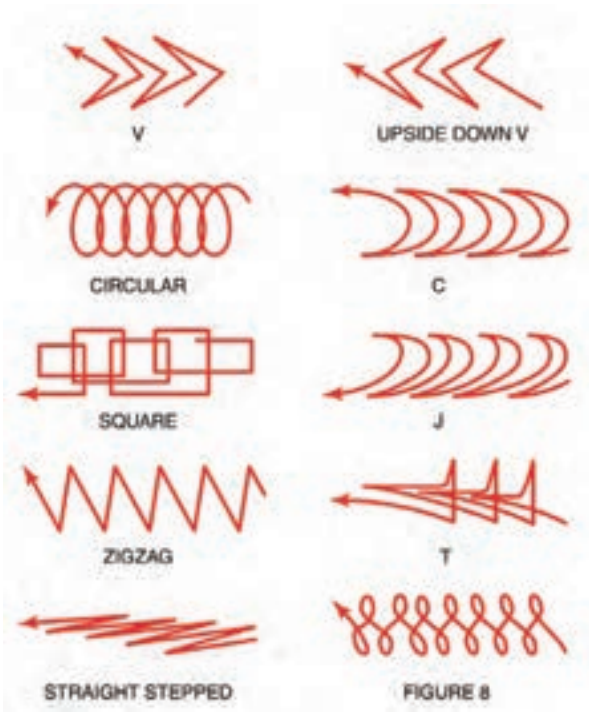 V
UPSIDE DOWN V
CIRCULAR
C
SQUARE
J
ZIGZAG
T
STRAIGHT STEPPED
FIGURE 8